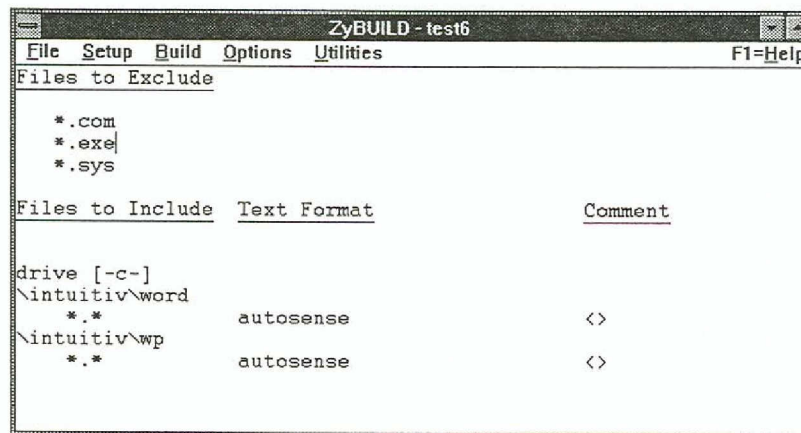 ZyBUILD - test6
File Setup Build Options Utilities F1=Help
Files to Exclude
*.com
*.exe
*.sys
Files to Include Text Format Comment
drive [-c-]
\intuitiv\word
*.* autosense <>
\intuitiv\wp
*.* autosense <>